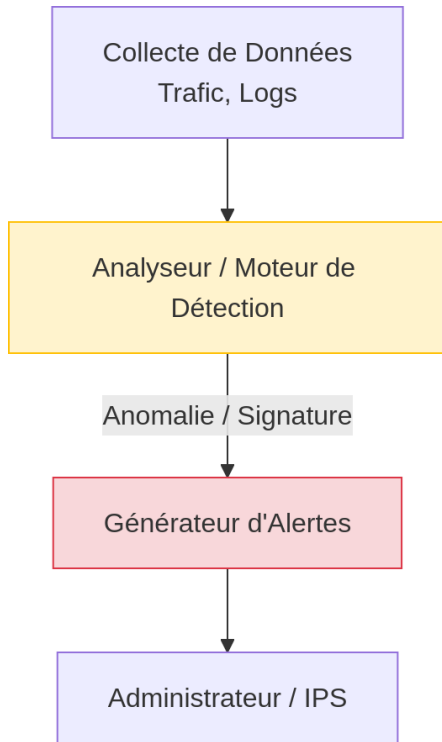 Collecte de Données
Trafic, Logs
Analyseur / Moteur de
Détection
Anomalie / Signature
Générateur d'Alertes
Administrateur / IPS